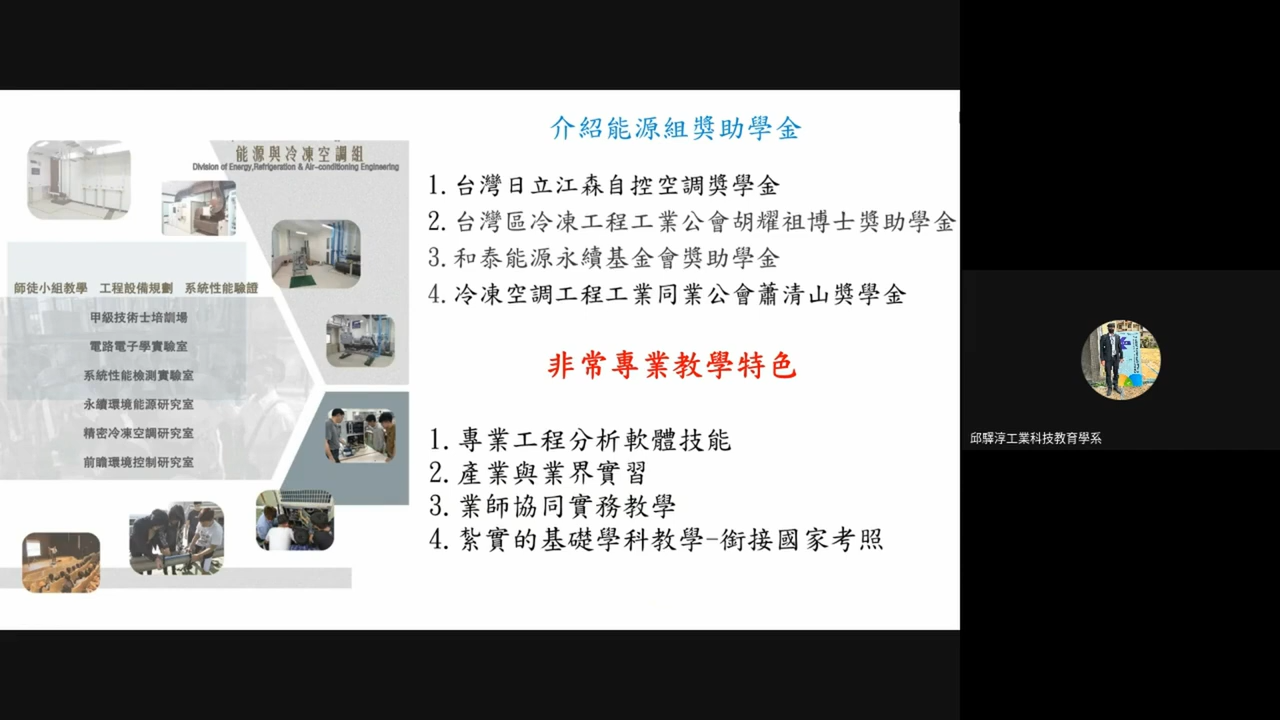 能源與冷凍空調組
Division of Energy,Refrigeration & Air-conditioning Engineering
師徒小組教學 工程設備規劃 系統性能驗證
甲級技術士培訓場
電路電子學實驗室
系統性能檢測實驗室
永續環境能源研究室
精密冷凍空調研究室
前瞻環境控制研究室
介紹能源組獎助學金
1.台灣日立江森自控空調獎學金
2.台灣區冷凍工程工業公會胡耀祖博士獎助學金
3.和泰能源永續基金會獎助學金
4.冷凍空調工程工業同業公會蕭清山獎學金
非常專業教學特色
1.專業工程分析軟體技能
2.產業與業界實習
3.業師協同實務教學
4.紮實的基礎學科教學-銜接國家考照
邱驛淳工業科技教育學系